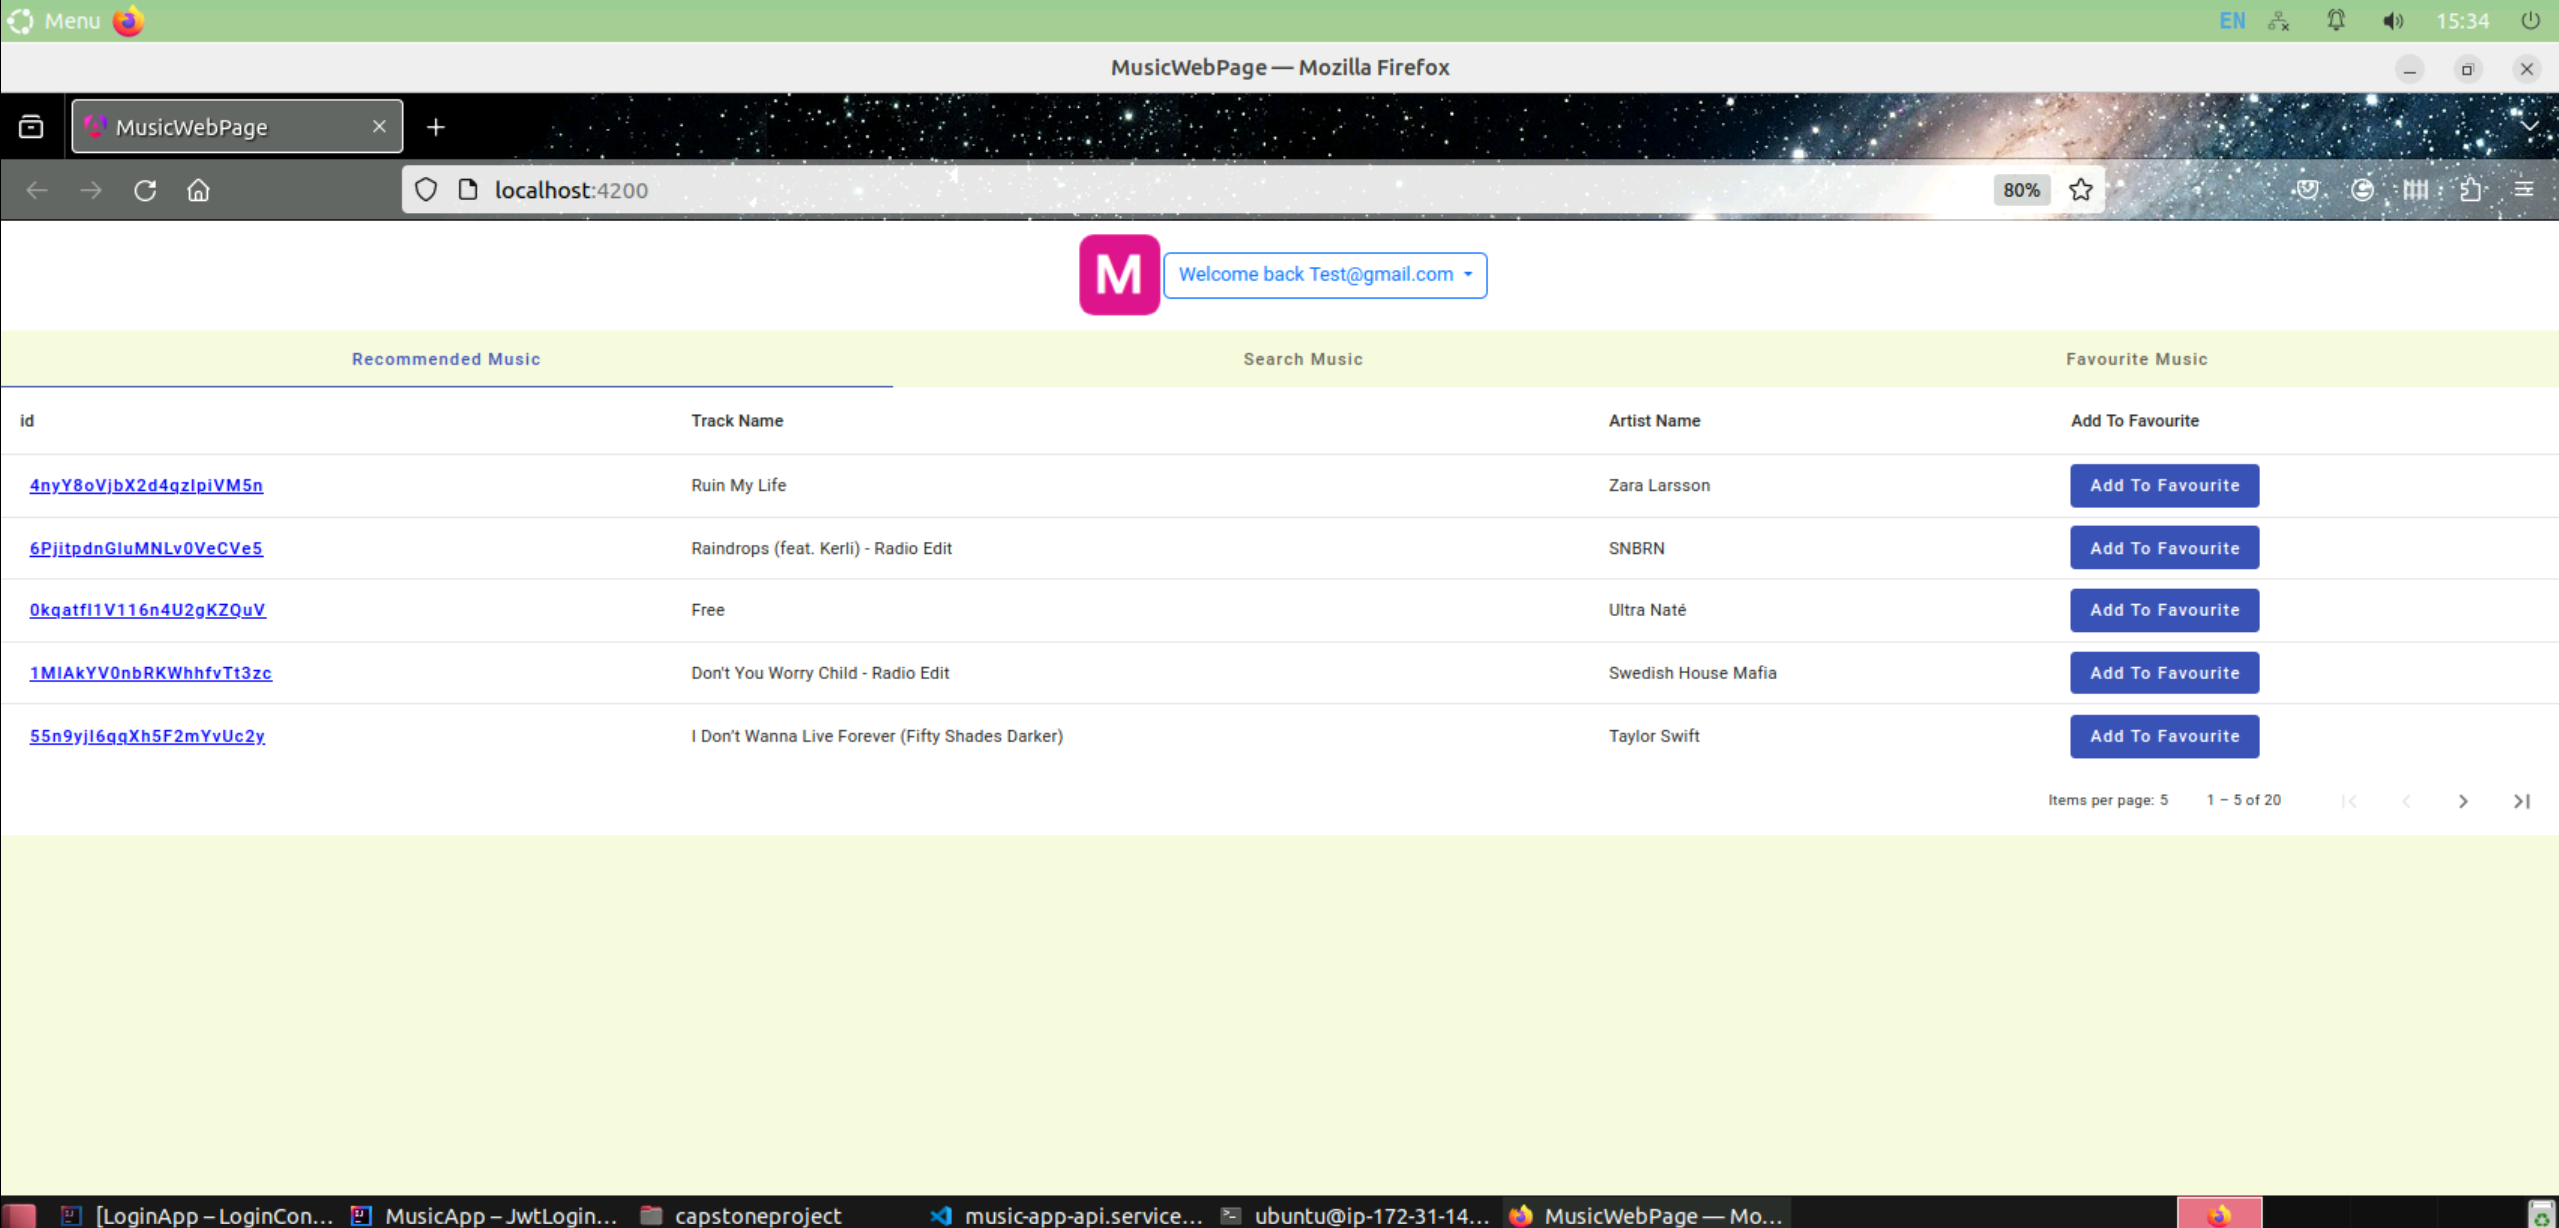 Menu EN 15:34
MusicWebPage — Mozilla Firefox
MusicWebPage
localhost:4200 80%
M Welcome back Test@gmail.com
Recommended Music Search Music Favourite Music
id Track Name Artist Name Add To Favourite
4nyY8oVjbX2d4qzIpiVM5n Ruin My Life Zara Larsson Add To Favourite
6PjitpdnGluMNLv0VeCVe5 Raindrops (feat. Kerli) - Radio Edit SNBRN Add To Favourite
0kqatfl1V116n4U2gKZQuV Free Ultra Naté Add To Favourite
1MIAkYV0nbRKWhhfvTt3zc Don't You Worry Child - Radio Edit Swedish House Mafia Add To Favourite
55n9yjI6qqXh5F2mYvUc2y I Don't Wanna Live Forever (Fifty Shades Darker) Taylor Swift Add To Favourite
Items per page: 5 1 – 5 of 20
[LoginApp – LoginCon... MusicApp – JwtLogin... capstoneproject music-app-api.service... ubuntu@ip-172-31-14... MusicWebPage — Mo...